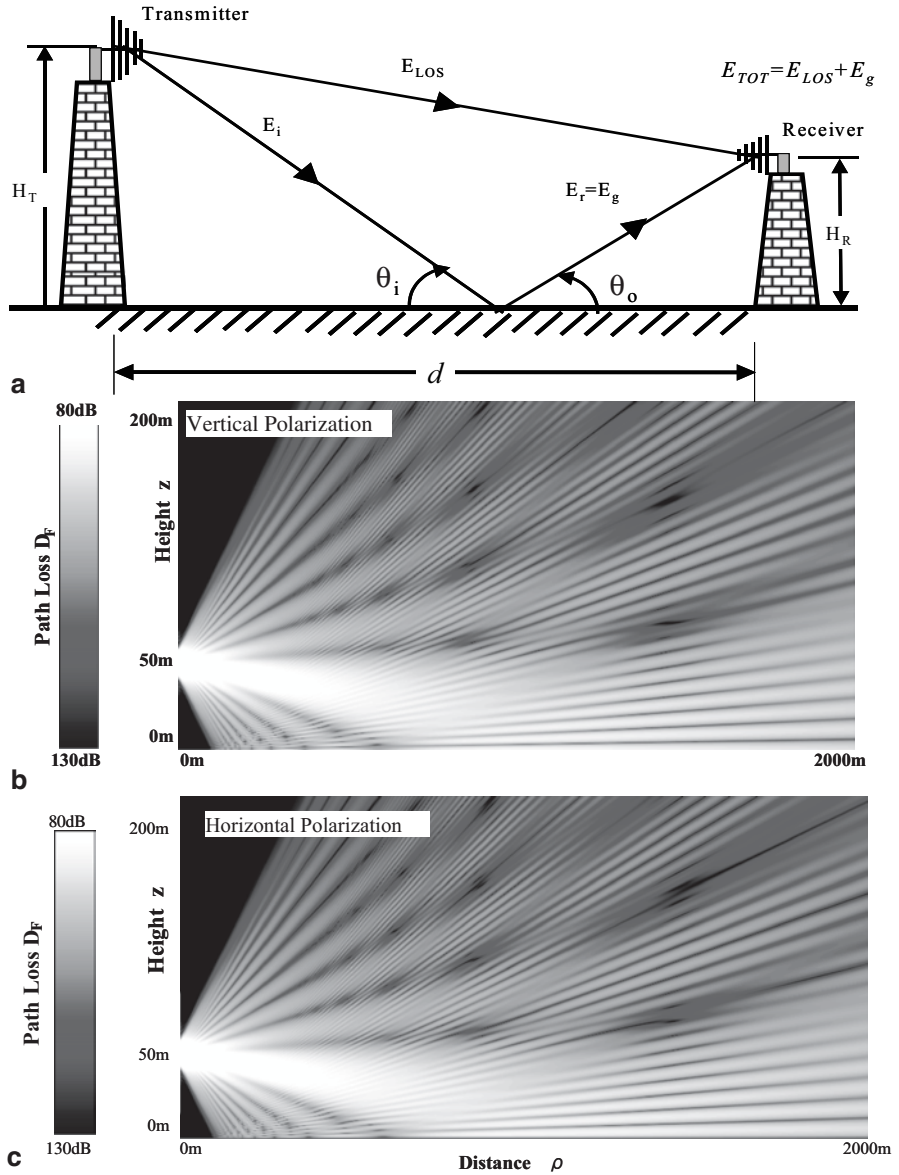 Transmitter
E_LOS
E_TOT=E_LOS+E_g
E_i
Receiver
H_T
E_r=E_g
H_R
θ_i
θ_o
d
a
80dB
200m
Vertical Polarization
Height z
Path Loss D_F
50m
0m
130dB
0m
2000m
b
80dB
200m
Horizontal Polarization
Height z
Path Loss D_F
50m
0m
130dB
0m
2000m
c
Distance ρ